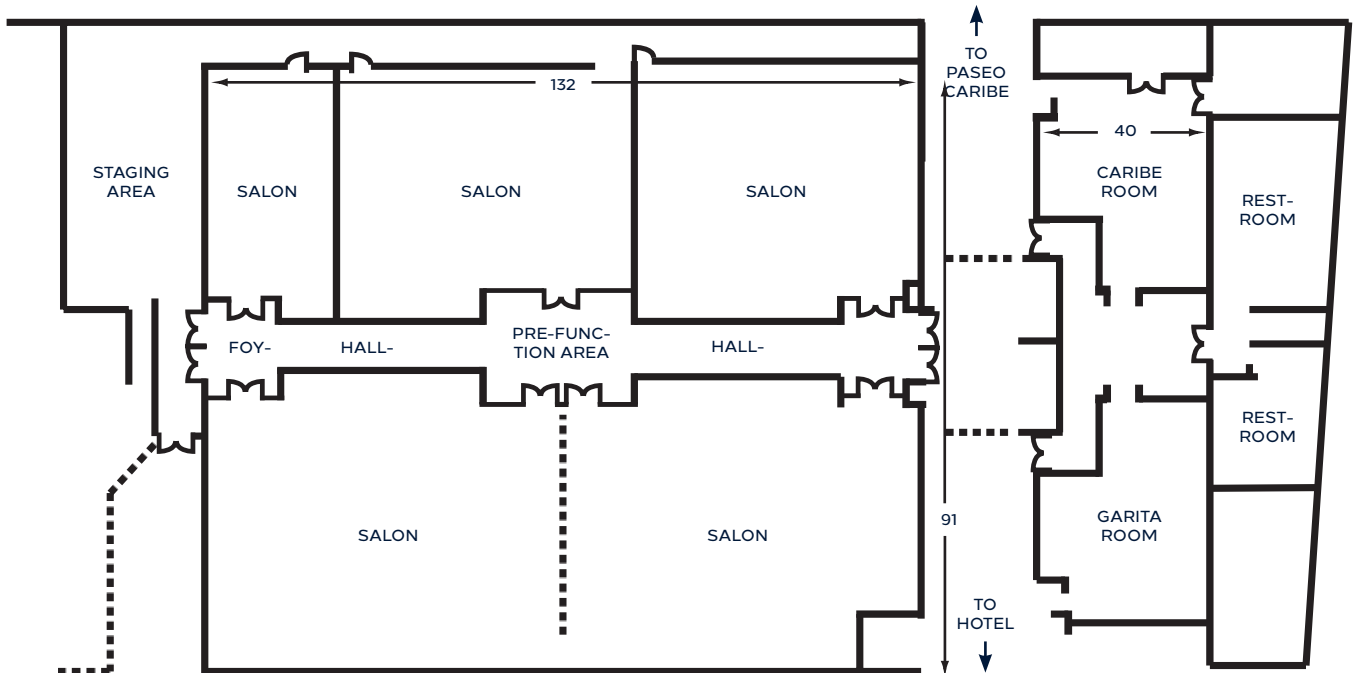 TO
PASEO
CARIBE
132
40
STAGING
AREA
SALON
SALON
SALON
CARIBE
ROOM
REST-
ROOM
FOY-
HALL-
PRE-FUNC-
TION AREA
HALL-
REST-
ROOM
SALON
SALON
91
GARITA
ROOM
TO
HOTEL